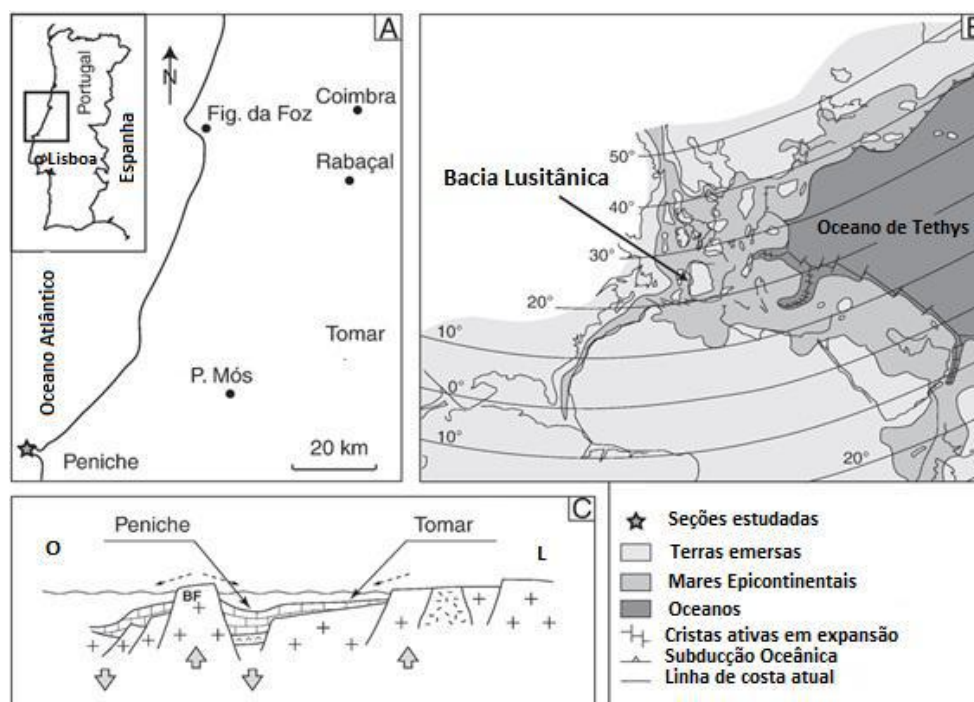 A
Portugal
Espanha
Lisboa
N
Fig. da Foz
Coimbra
Rabaçal
Oceano Atlântico
Tomar
P. Mós
20 km
Peniche
50°
40°
30°
20°
10°
0°
10°
20°
Bacia Lusitânica
Oceano de Tethys
C
Peniche
Tomar
O
L
BF
Seções estudadas
Terras emersas
Mares Epicontinentais
Oceanos
Cristas ativas em expansão
Subducção Oceânica
Linha de costa atual